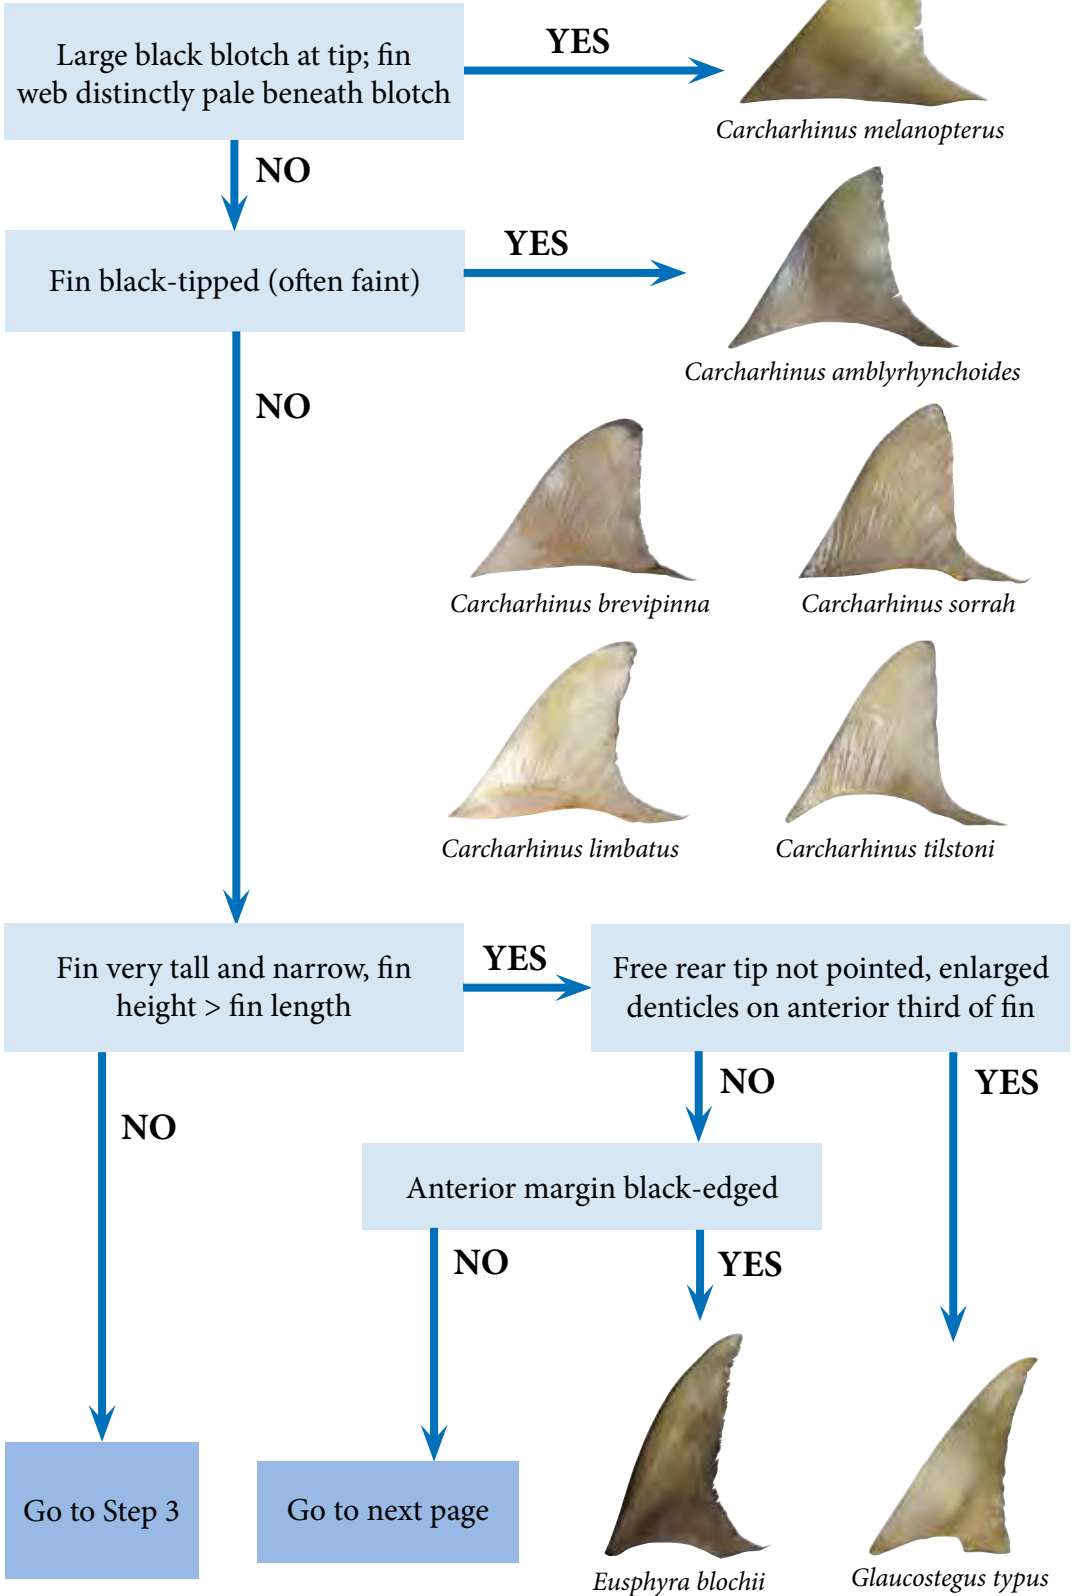 Large black blotch at tip; fin
web distinctly pale beneath blotch
YES
Carcharhinus melanopterus
NO
Fin black-tipped (often faint)
YES
Carcharhinus amblyrhynchoides
NO
Carcharhinus brevipinna
Carcharhinus sorrah
Carcharhinus limbatus
Carcharhinus tilstoni
Fin very tall and narrow, fin
height > fin length
YES
Free rear tip not pointed, enlarged
denticles on anterior third of fin
NO
YES
NO
Anterior margin black-edged
NO
YES
Go to Step 3
Go to next page
Eusphyra blochii
Glaucostegus typus